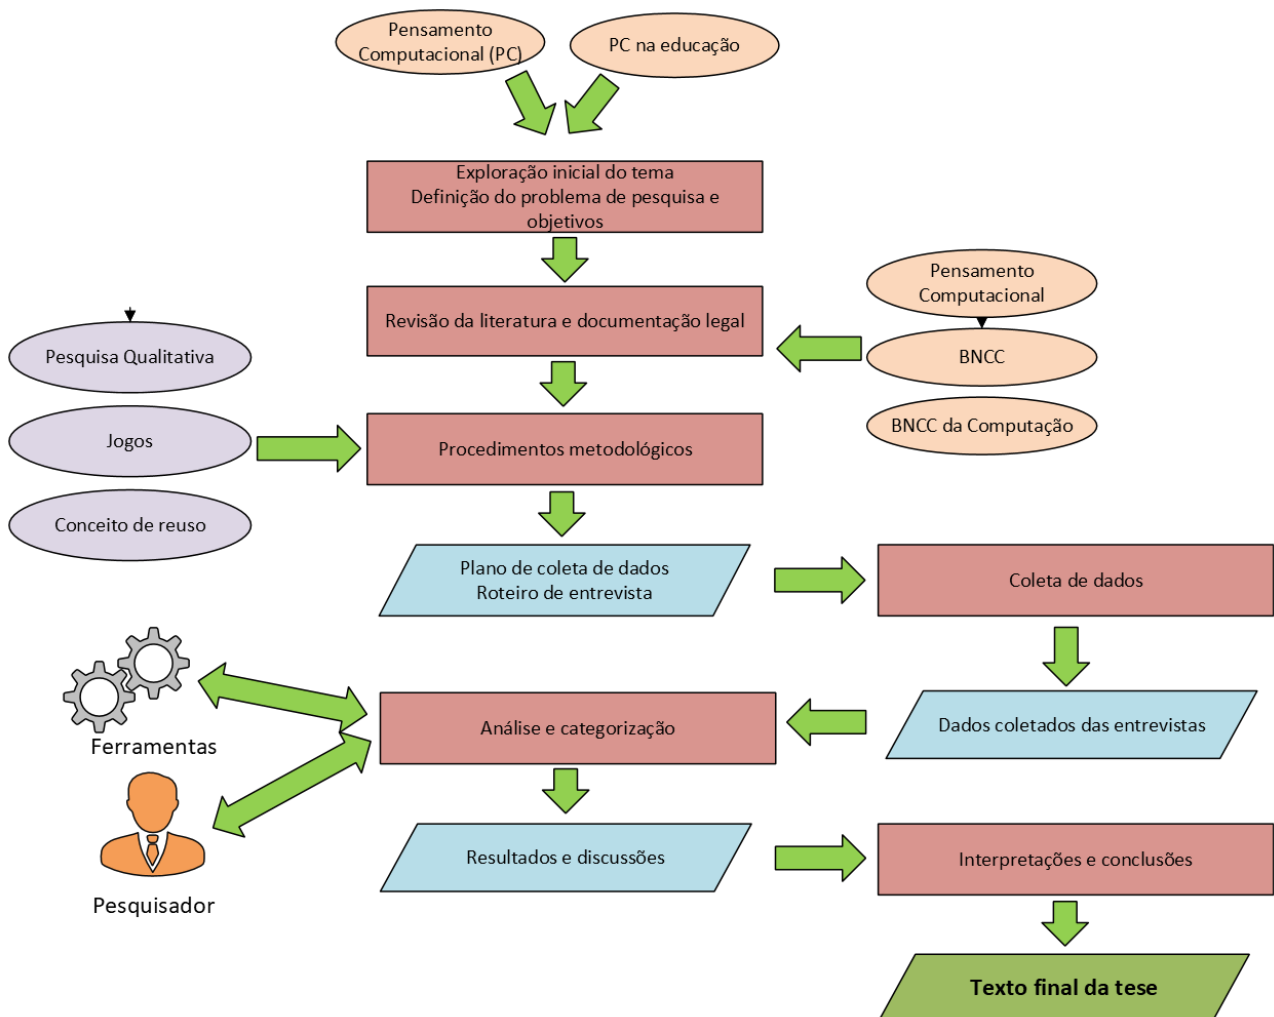 Pensamento
Computacional (PC)
PC na educação
Exploração inicial do tema
Definição do problema de pesquisa e
objetivos
Pensamento
Computacional
Revisão da literatura e documentação legal
BNCC
BNCC da Computação
Pesquisa Qualitativa
Jogos
Conceito de reuso
Procedimentos metodológicos
Plano de coleta de dados
Roteiro de entrevista
Coleta de dados
Dados coletados das entrevistas
Ferramentas
Análise e categorização
Pesquisador
Resultados e discussões
Interpretações e conclusões
Texto final da tese